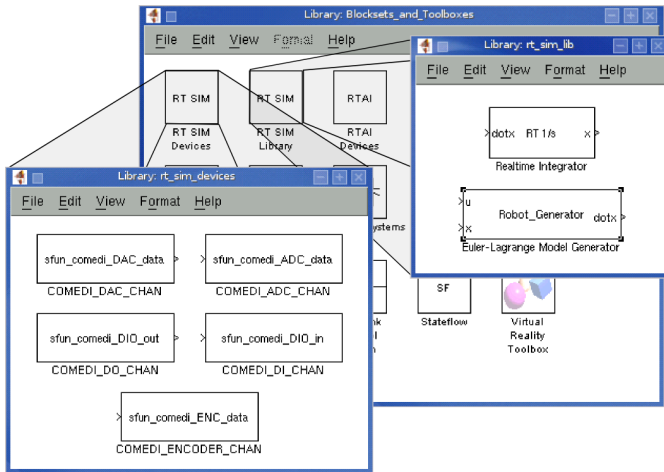 Library: Blocksets_and_Toolboxes
File Edit View Format Help
RT SIM RT SIM RTAI
RT SIM Devices
RT SIM Library
RTAI Devices
ystems
nk
l
n
SF
Stateflow
Virtual Reality Toolbox
Library: rt_sim_lib
File Edit View Format Help
dotx RT 1/s x
Realtime Integrator
u
x
Robot_Generator dotx
Euler-Lagrange Model Generator
Library: rt_sim_devices
File Edit View Format Help
sfun_comedi_DAC_data sfun_comedi_ADC_data
COMEDI_DAC_CHAN COMEDI_ADC_CHAN
sfun_comedi_DIO_out sfun_comedi_DIO_in
COMEDI_DO_CHAN COMEDI_DI_CHAN
sfun_comedi_ENC_data
COMEDI_ENCODER_CHAN